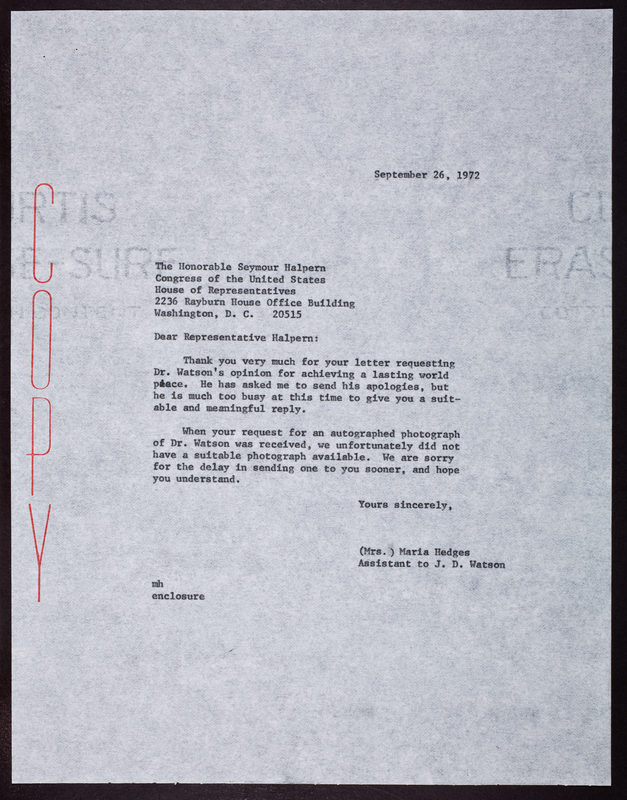 September 26, 1972
COPY
The Honorable Seymour Halpern
Congress of the United States
House of Representatives
2236 Rayburn House Office Building
Washington, D. C. 20515
Dear Representative Halpern:
Thank you very much for your letter requesting
Dr. Watson's opinion for achieving a lasting world
peace. He has asked me to send his apologies, but
he is much too busy at this time to give you a suit-
able and meaningful reply.
When your request for an autographed photograph
of Dr. Watson was received, we unfortunately did not
have a suitable photograph available. We are sorry
for the delay in sending one to you sooner, and hope
you understand.
Yours sincerely,
(Mrs.) Maria Hedges
Assistant to J. D. Watson
mh
enclosure